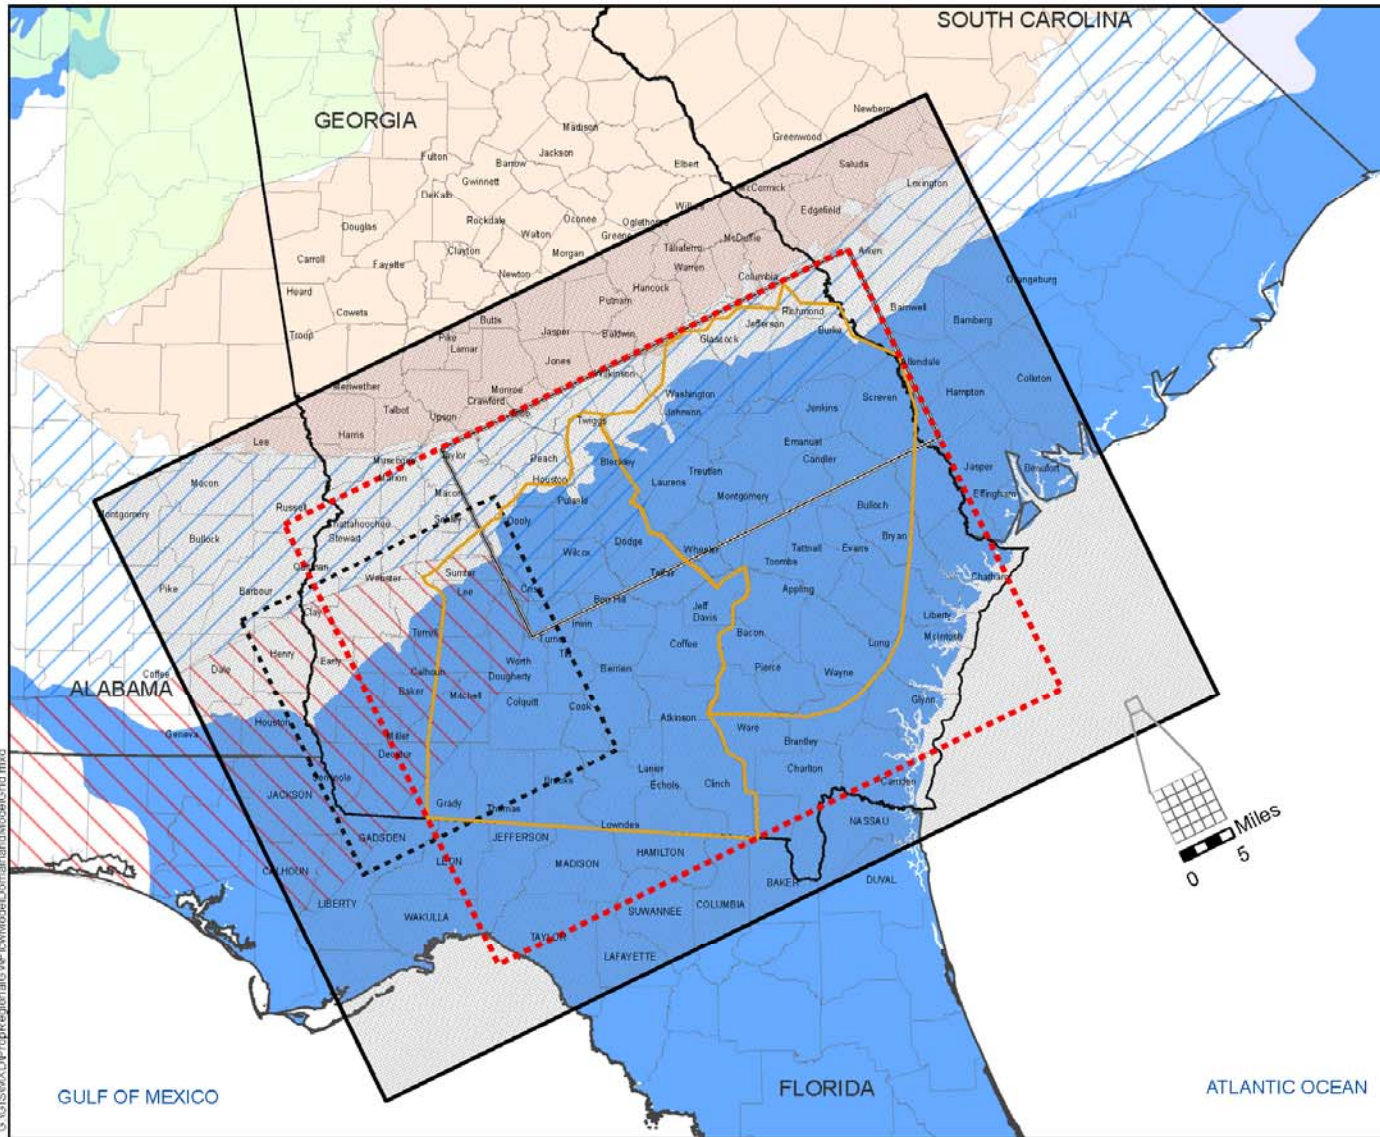 SOUTH CAROLINA
GEORGIA
Newberry
Madison
Greenwood
Jackson
Fulton
Barrow
Elbert
Saluda
Gwinnett
Lexington
McCormick
DeKalb
Edgefield
Rockdale
Oconee
Oglethorpe
Douglas
Walton
Greene
McDuffie
Clayton
Morgan
Taliaferro
Aiken
Carroll
Fayette
Newton
Warren
Columbia
Orangeburg
Heard
Hancock
Putnam
Barnwell
Coweta
Richmond
Butts
Jefferson
Bamberg
Troup
Pike
Jasper
Baldwin
Burke
Lamar
Glascock
Jones
Allendale
Wilkinson
Colleton
Meriwether
Monroe
Washington
Hampton
Crawford
Screven
Talbot
Upson
Johnson
Jenkins
Twiggs
Lee
Harris
Emanuel
Taylor
Peach
Bleckley
Candler
Muscogee
Treutlen
Jasper
Beaufort
Macon
Marion
Houston
Laurens
Macon
Pulaski
Montgomery
Effingham
Montgomery
Russell
Bulloch
Chattahoochee
Schley
Dooly
Bullock
Stewart
Dodge
Bryan
Wilcox
Wheeler
Tattnall
Evans
Quitman
Toombs
Webster
Sumter
Telfair
Chatham
Pike
Barbour
Lee
Crisp
Appling
Ben Hill
Jeff
Davis
Clay
Irwin
Liberty
Terrell
Turner
Bacon
McIntosh
Henry
Early
Coffee
Long
Coffee
Dale
Calhoun
Worth
Tift
Berrien
Pierce
Wayne
ALABAMA
Dougherty
Baker
Mitchell
Colquitt
Cook
Glynn
Houston
Atkinson
Ware
Geneva
Miller
Brantley
Decatur
Lanier
Charlton
Seminole
Brooks
Echols
Clinch
Camden
JACKSON
Grady
Thomas
Miles
Lowndes
NASSAU
GADSDEN
JEFFERSON
5
HAMILTON
LEON
MADISON
0
CALHOUN
BAKER
DUVAL
LIBERTY
COLUMBIA
SUWANNEE
WAKULLA
TAYLOR
LAFAYETTE
FLORIDA
GULF OF MEXICO
ATLANTIC OCEAN